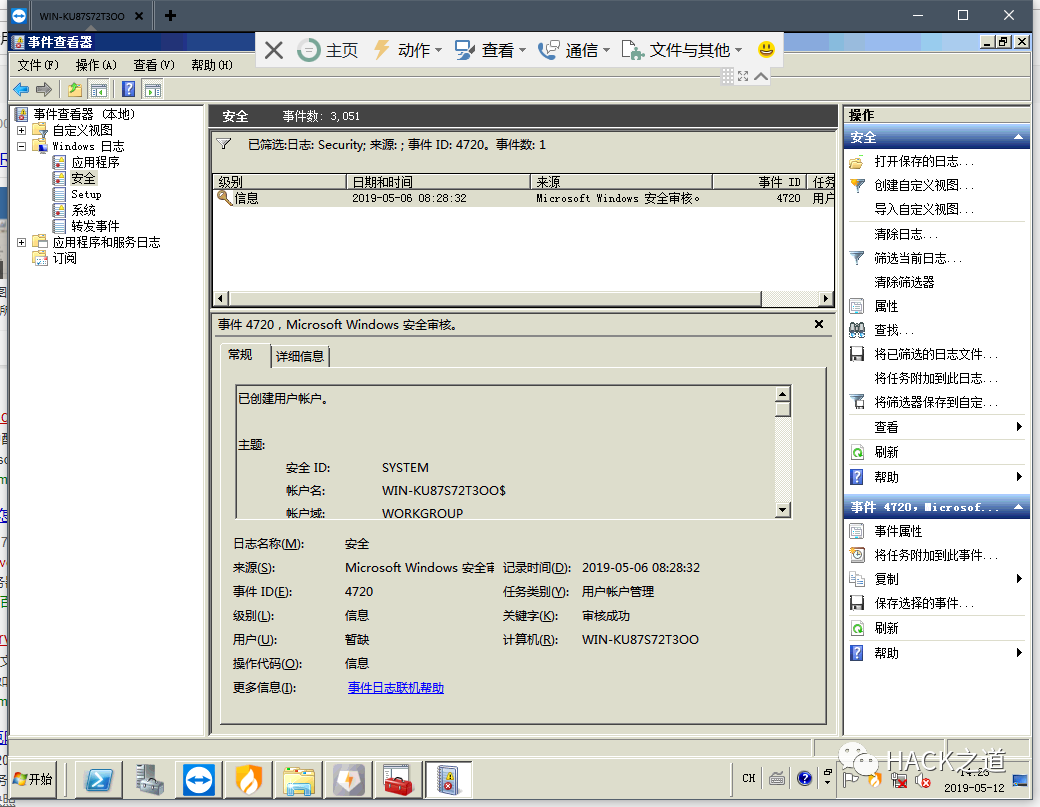 WIN-KU87S72T3OO
事件查看器
主页 动作 查看 通信 文件与其他
文件(F) 操作(A) 查看(V) 帮助(H)
事件查看器 (本地)
自定义视图
Windows 日志
应用程序
安全
Setup
系统
转发事件
应用程序和服务日志
订阅
安全 事件数: 3,051
已筛选:日志: Security; 来源: ; 事件 ID: 4720。事件数: 1
级别 日期和时间 来源 事件 ID 任务
信息 2019-05-06 08:28:32 Microsoft Windows 安全审核。 4720 用户
事件 4720，Microsoft Windows 安全审核。
常规 详细信息
已创建用户帐户。
主题:
安全 ID: SYSTEM
帐户名: WIN-KU87S72T3OO$
帐户域: WORKGROUP
日志名称(M): 安全
来源(S): Microsoft Windows 安全审 记录时间(D): 2019-05-06 08:28:32
事件 ID(E): 4720 任务类别(Y): 用户帐户管理
级别(L): 信息 关键字(K): 审核成功
用户(U): 暂缺 计算机(R): WIN-KU87S72T3OO
操作代码(O): 信息
更多信息(I): 事件日志联机帮助
操作
安全
打开保存的日志...
创建自定义视图...
导入自定义视图...
清除日志...
筛选当前日志...
清除筛选器
属性
查找...
将已筛选的日志文件...
将任务附加到此日志...
将筛选器保存到自定...
查看
刷新
帮助
事件 4720，Microsof...
事件属性
将任务附加到此事件...
复制
保存选择的事件...
刷新
帮助
开始
CH
HACK之道
2019-05-12